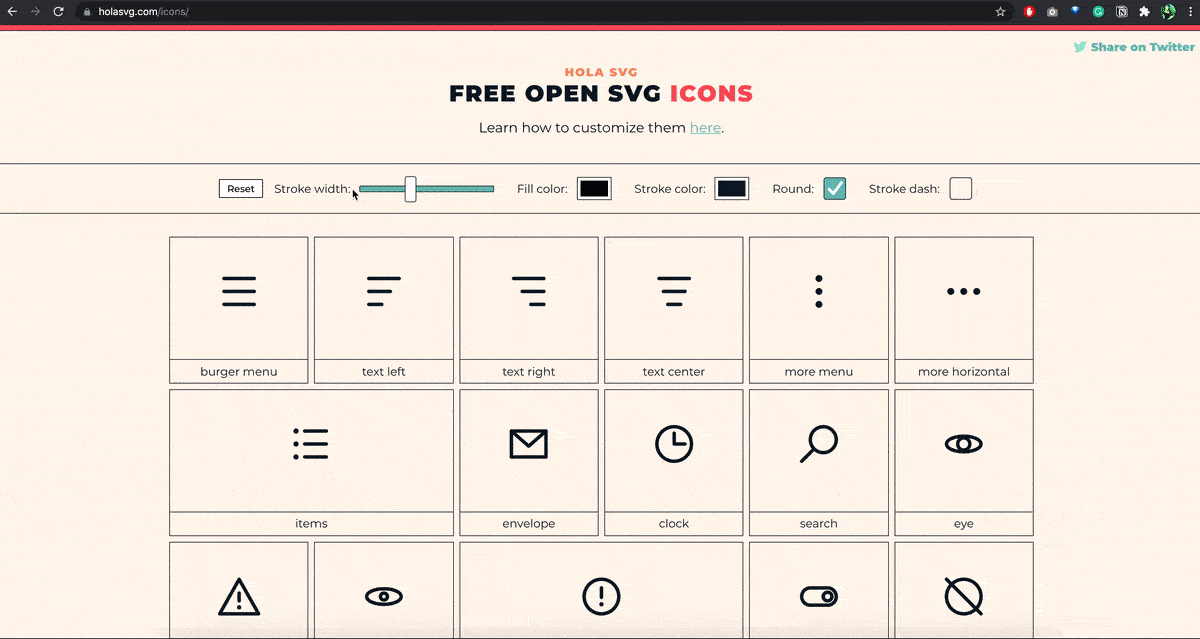 holasvg.com/icons/
Share on Twitter
HOLA SVG
FREE OPEN SVG ICONS
Learn how to customize them here.
Reset Stroke width: Fill color: Stroke color: Round: Stroke dash:
burger menu text left text right text center more menu more horizontal
items envelope clock search eye